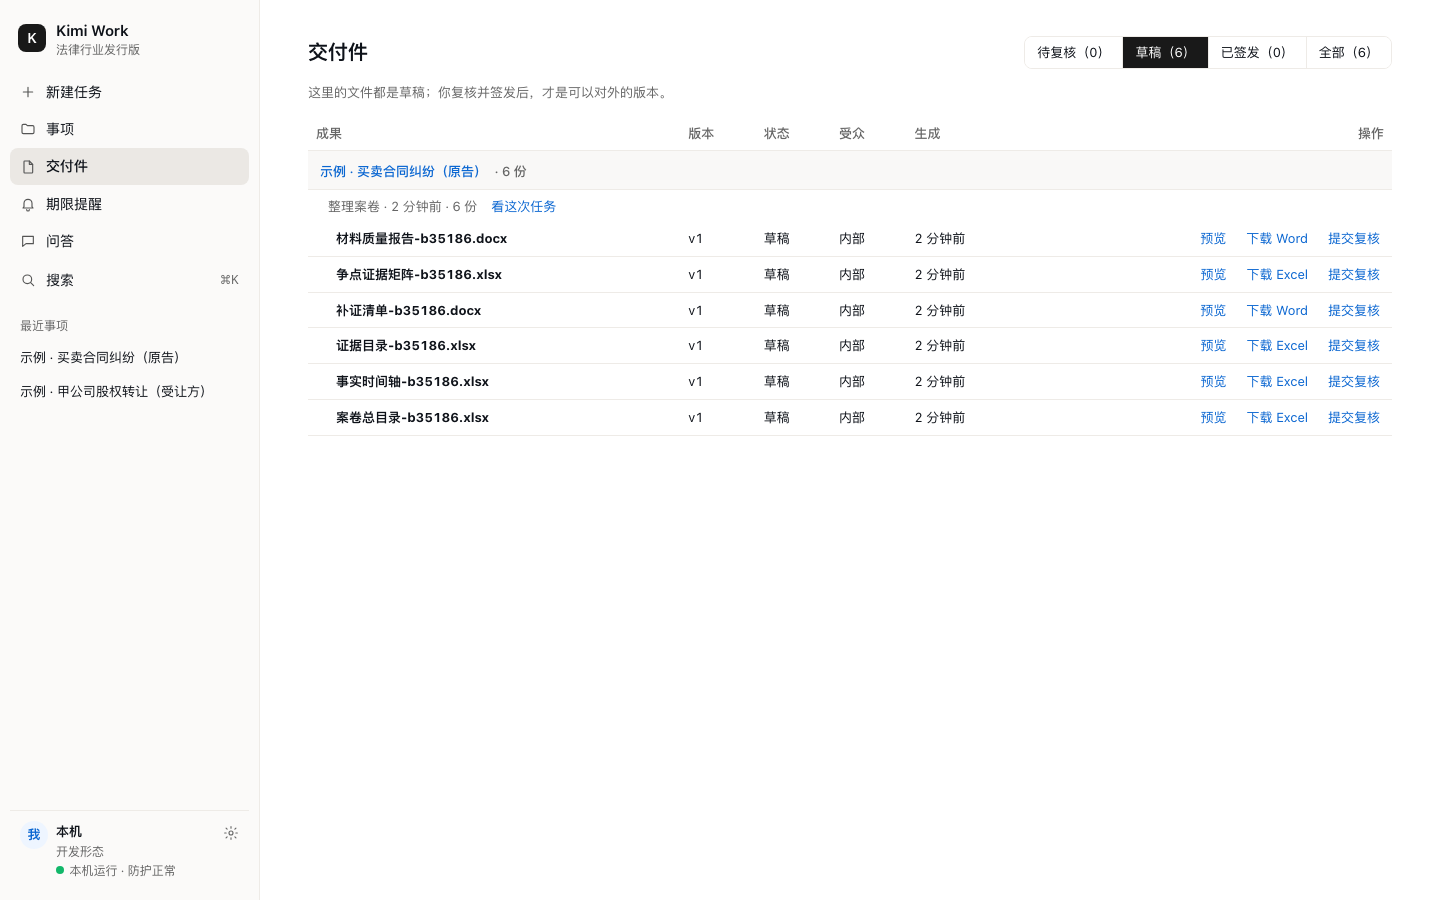 K
Kimi Work
法律行业发行版
新建任务
事项
交付件
期限提醒
问答
搜索 ⌘K
最近事项
示例 · 买卖合同纠纷（原告）
示例 · 甲公司股权转让（受让方）
我
本机
开发形态
本机运行 · 防护正常
交付件
待复核（0） 草稿（6） 已签发（0） 全部（6）
这里的文件都是草稿；你复核并签发后，才是可以对外的版本。
成果 版本 状态 受众 生成 操作
示例 · 买卖合同纠纷（原告） · 6 份
整理案卷 · 2 分钟前 · 6 份 看这次任务
材料质量报告-b35186.docx v1 草稿 内部 2 分钟前 预览 下载 Word 提交复核
争点证据矩阵-b35186.xlsx v1 草稿 内部 2 分钟前 预览 下载 Excel 提交复核
补证清单-b35186.docx v1 草稿 内部 2 分钟前 预览 下载 Word 提交复核
证据目录-b35186.xlsx v1 草稿 内部 2 分钟前 预览 下载 Excel 提交复核
事实时间轴-b35186.xlsx v1 草稿 内部 2 分钟前 预览 下载 Excel 提交复核
案卷总目录-b35186.xlsx v1 草稿 内部 2 分钟前 预览 下载 Excel 提交复核